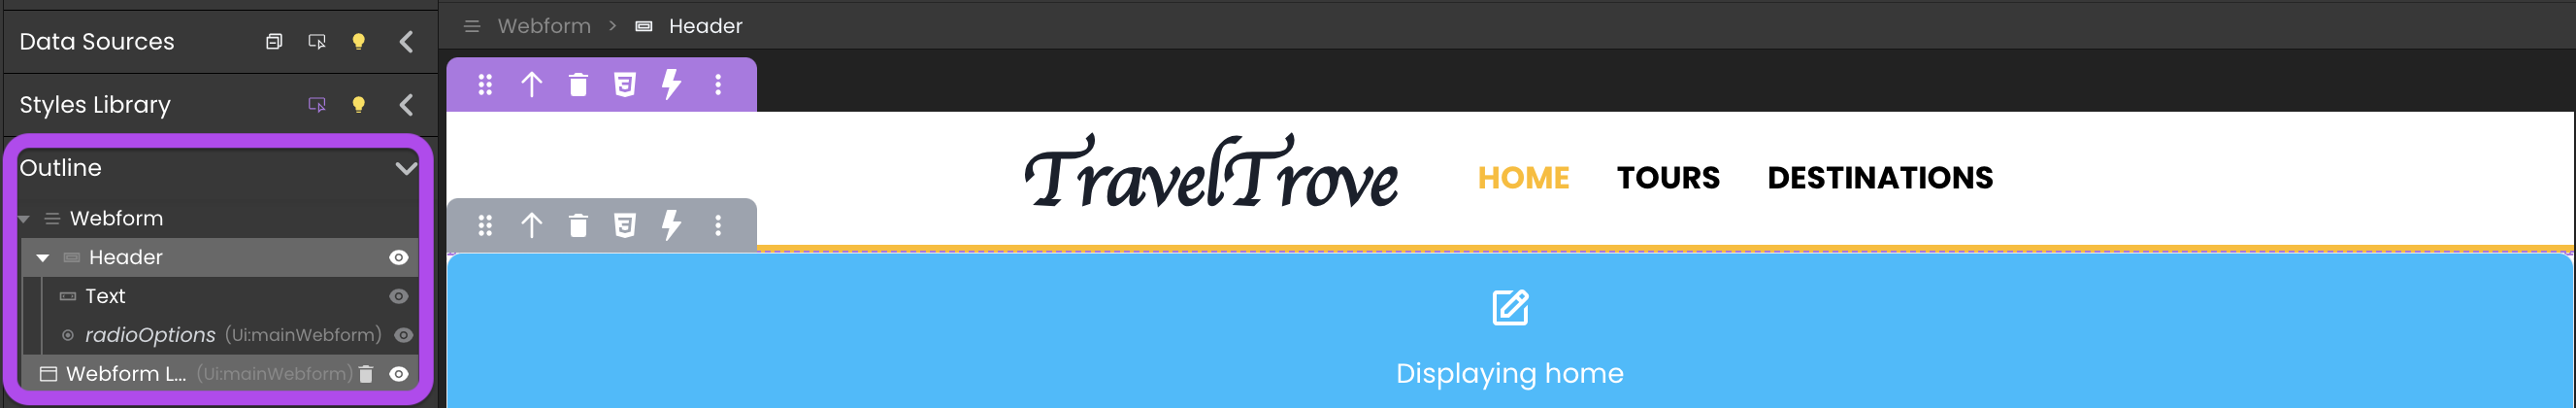 Data Sources
Styles Library
Outline
Webform
Header
Text
radioOptions (Ui:mainWebform)
Webform L... (Ui:mainWebform)
Webform > Header
TravelTrove HOME TOURS DESTINATIONS
Displaying home